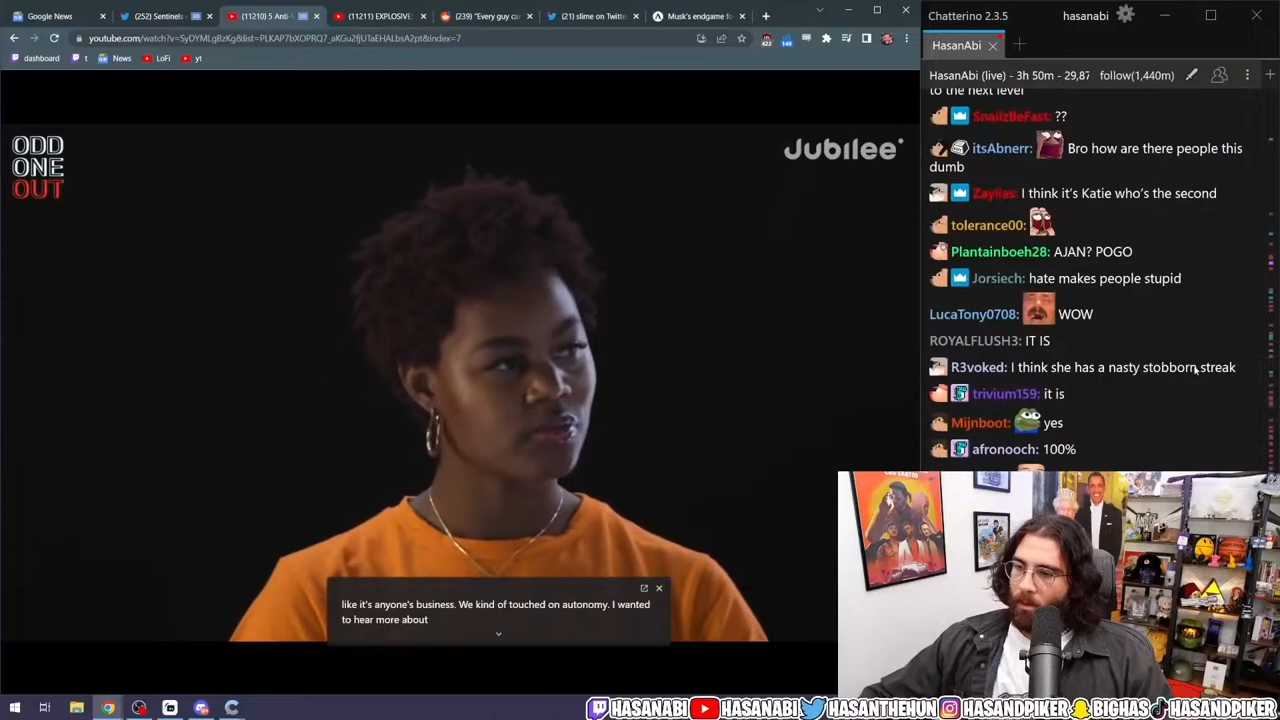 Google News
(252) Sentinels
(11210) 5 Anti-V
(11211) EXPLOSIVE
(239) "Every guy can
(21) slime on Twitte
Musk's endgame fo
youtube.com/watch?v=SyDYMLgBzKg&list=PLKAP7bXOPRQ7_aKGu2fjUTaEHALbsA2pt&index=7
dashboard
t
News
LoFi
yt
ODD
ONE
OUT
Jubilee
like it's anyone's business. We kind of touched on autonomy. I wanted
to hear more about
Chatterino 2.3.5
hasanabi
HasanAbi
HasanAbi (live) - 3h 50m - 29,87
follow(1,440m)
to the next level
SnaiizBeFast: ??
itsAbnerr: Bro how are there people this
dumb
Zaylias: I think it's Katie who's the second
tolerance00:
Plantainboeh28: AJAN? POGO
Jorsiech: hate makes people stupid
LucaTony0708: WOW
ROYALFLUSH3: IT IS
R3voked: I think she has a nasty stobborn streak
trivium159: it is
Mijnboot: yes
afronooch: 100%
HASANABI
HASANABI
HASANTHEHUN
HASANDPIKER
BIGHAS
HASANDPIKER